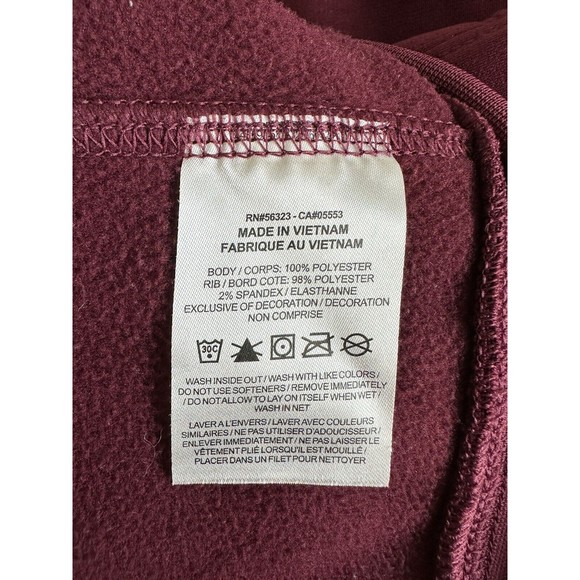 RN#56323 - CA#05553
MADE IN VIETNAM
FABRIQUE AU VIETNAM
BODY / CORPS: 100% POLYESTER
RIB / BORD COTE: 98% POLYESTER
2% SPANDEX / ELASTHANNE
EXCLUSIVE OF DECORATION / DECORATION
NON COMPRISE
30C
WASH INSIDE OUT / WASH WITH LIKE COLORS /
DO NOT USE SOFTENERS / REMOVE IMMEDIATELY
/ DO NOT ALLOW TO LAY ON ITSELF WHEN WET /
WASH IN NET
LAVER A L'ENVERS / LAVER AVEC COULEURS
SIMILAIRES / NE PAS UTILISER D'ADOUCISSEUR /
ENLEVER IMMEDIATEMENT / NE PAS LAISSER LE
VÊTEMENT PLIÉ LORSQU'IL EST MOUILLÉ /
PLACER DANS UN FILET POUR NETTOYER